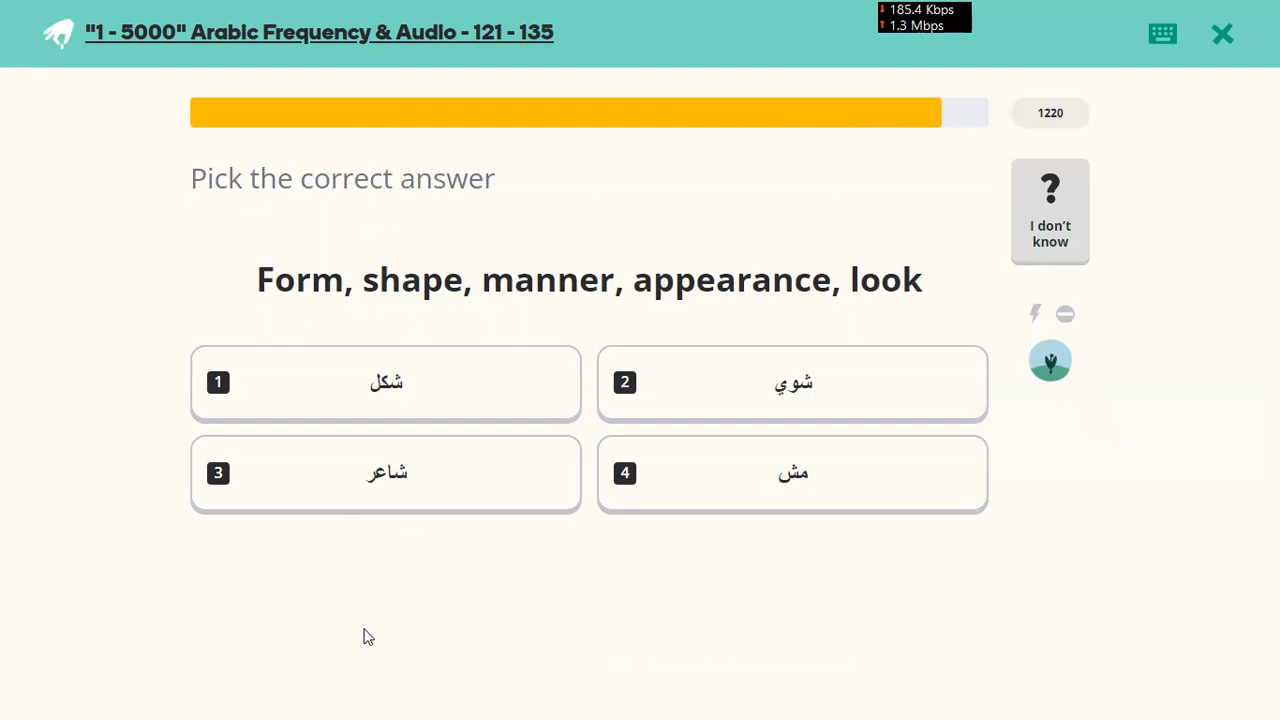 "1 - 5000" Arabic Frequency & Audio - 121 - 135
185.4 Kbps
1.3 Mbps
1220
Pick the correct answer
?
I don't
know
Form, shape, manner, appearance, look
1 شكل
2 شوي
3 شاعر
4 مش